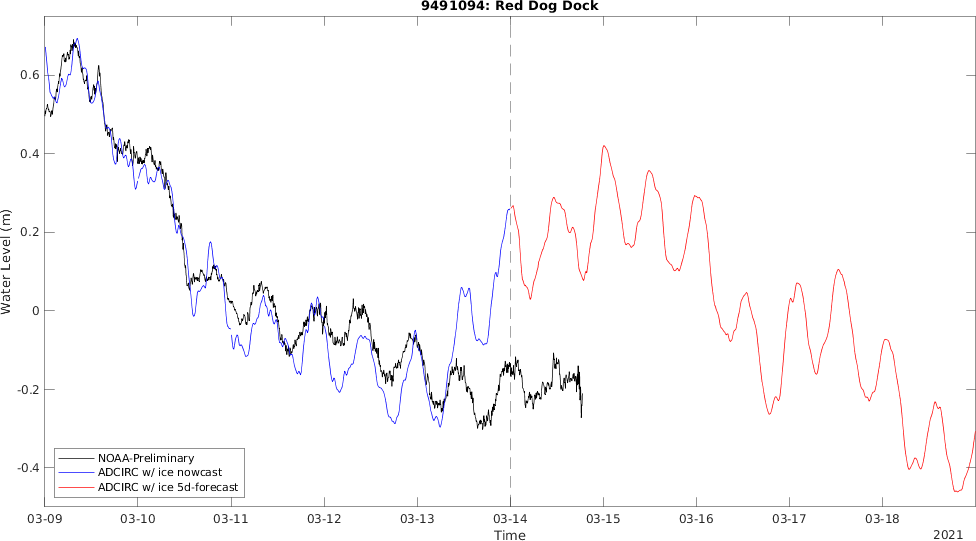 9491094: Red Dog Dock
Water Level (m)
0.6
0.4
0.2
0
-0.2
-0.4
NOAA-Preliminary
ADCIRC w/ ice nowcast
ADCIRC w/ ice 5d-forecast
03-09 03-10 03-11 03-12 03-13 03-14 03-15 03-16 03-17 03-18
Time
2021